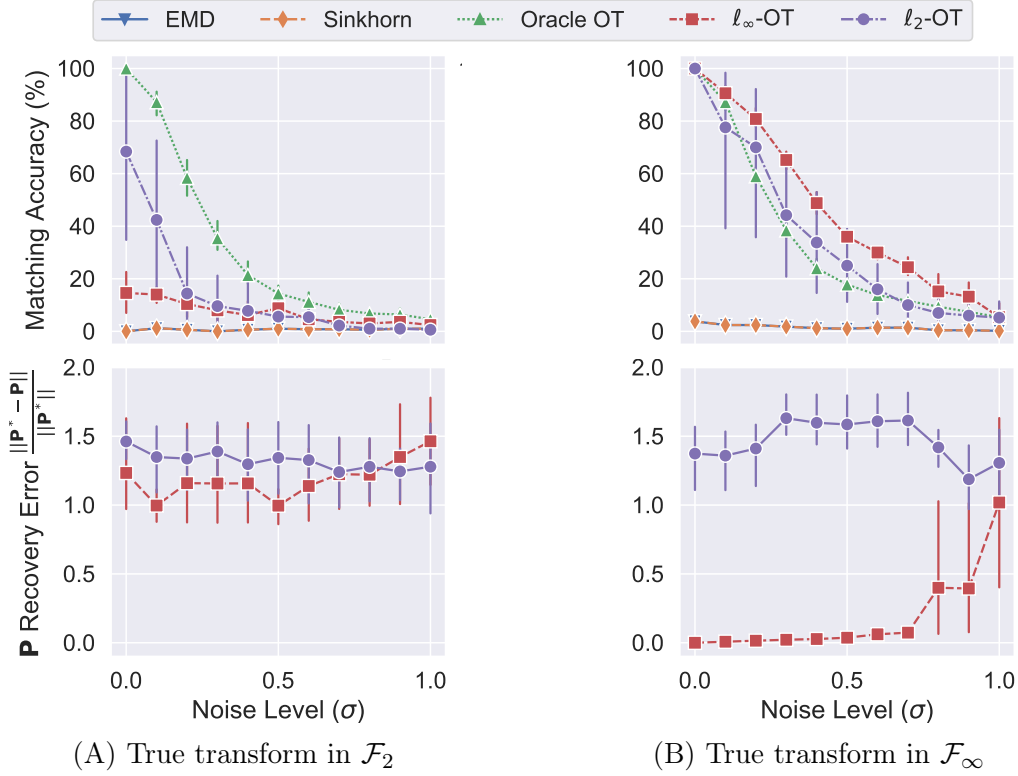 EMD Sinkhorn Oracle OT ℓ∞-OT ℓ2-OT
Matching Accuracy (%)
100
80
60
40
20
0
100
80
60
40
20
0
P Recovery Error ||P* − P|| / ||P*||
2.0
1.5
1.0
0.5
0.0
2.0
1.5
1.0
0.5
0.0
0.0 0.5 1.0
Noise Level (σ)
0.0 0.5 1.0
Noise Level (σ)
(A) True transform in F2
(B) True transform in F∞